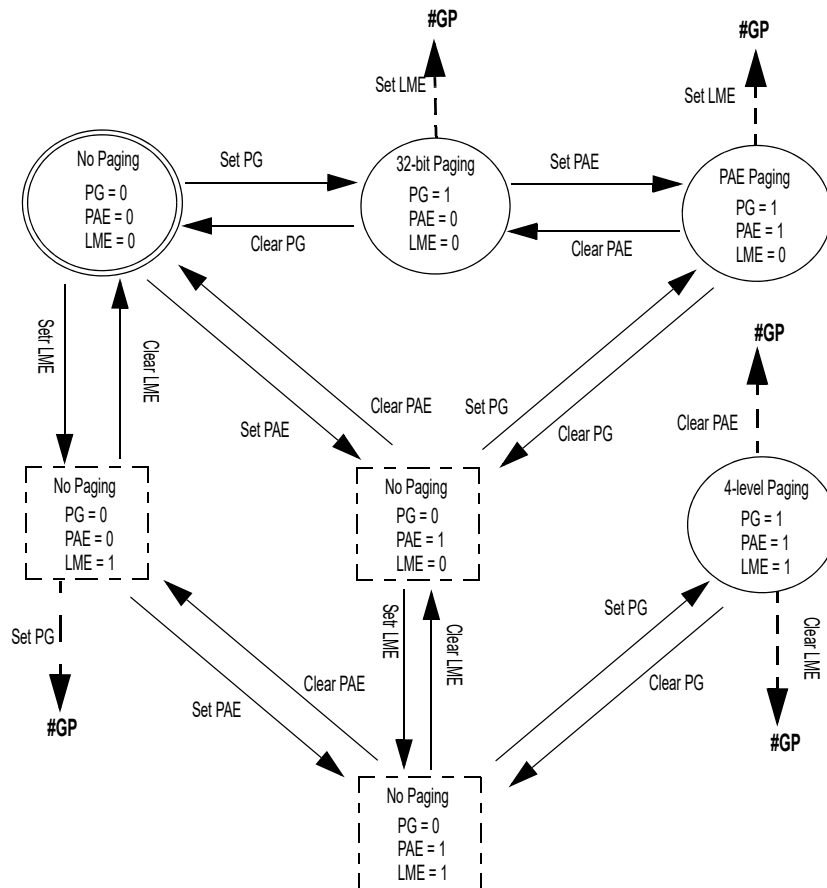 #GP
#GP
Set LME
Set LME
No Paging
PG = 0
PAE = 0
LME = 0
Set PG
Clear PG
32-bit Paging
PG = 1
PAE = 0
LME = 0
Set PAE
Clear PAE
PAE Paging
PG = 1
PAE = 1
LME = 0
Setr LME
Clear LME
Clear PAE
Set PAE
Set PG
Clear PG
#GP
Clear PAE
No Paging
PG = 0
PAE = 0
LME = 1
No Paging
PG = 0
PAE = 1
LME = 0
4-level Paging
PG = 1
PAE = 1
LME = 1
Set PG
#GP
Clear PAE
Set PAE
Setr LME
Clear LME
Set PG
Clear PG
Clear LME
#GP
No Paging
PG = 0
PAE = 1
LME = 1